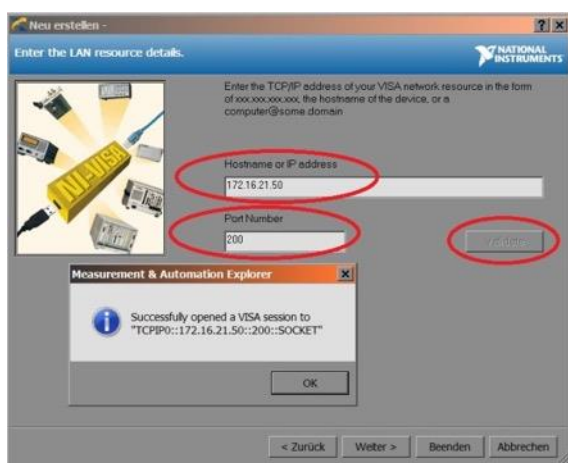 Neu erstellen -
Enter the LAN resource details.
NATIONAL
INSTRUMENTS
Enter the TCP/IP address of your VISA network resource in the form
of xxx.xxx.xxx.xxx, the hostname of the device, or a
computer@some.domain
NI-VISA
Hostname or IP address
172.16.21.50
Port Number
200
Validate
Measurement & Automation Explorer
Successfully opened a VISA session to
"TCPIP0::172.16.21.50::200::SOCKET"
OK
< Zurück
Weiter >
Beenden
Abbrechen